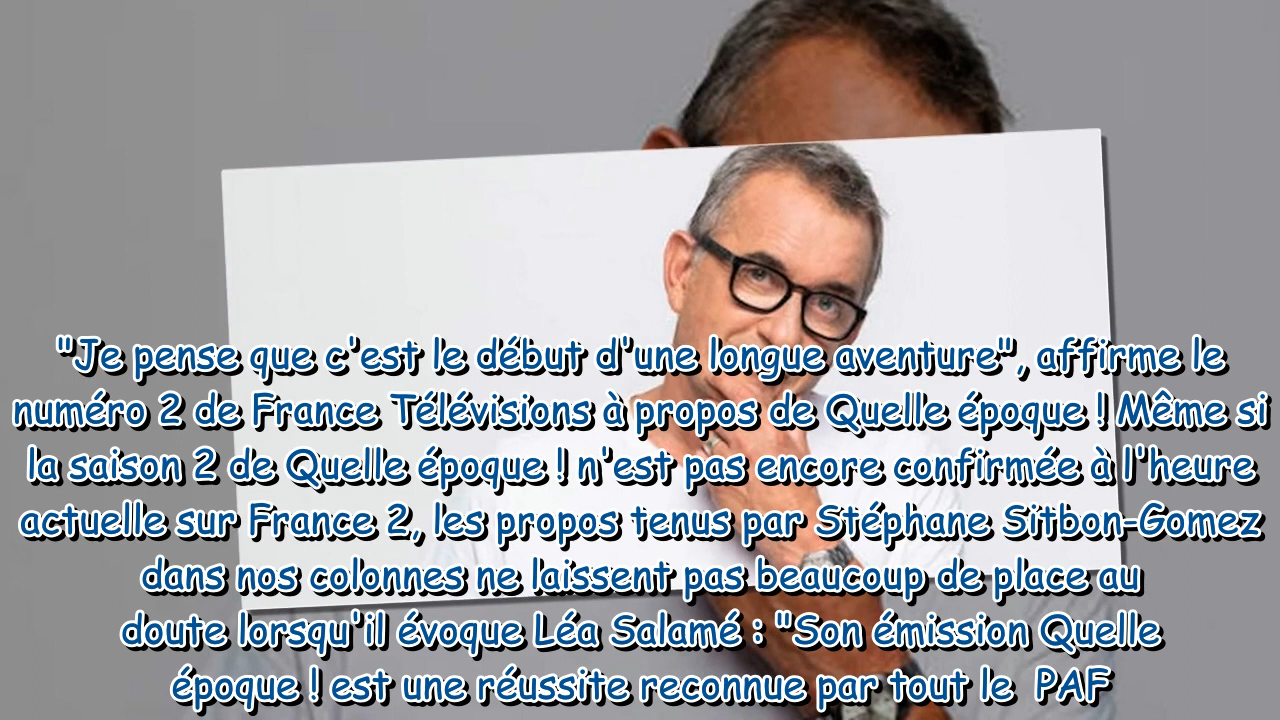 "Je pense que c'est le début d'une longue aventure", affirme le
numéro 2 de France Télévisions à propos de Quelle époque ! Même si
la saison 2 de Quelle époque ! n'est pas encore confirmée à l'heure
actuelle sur France 2, les propos tenus par Stéphane Sitbon-Gomez
dans nos colonnes ne laissent pas beaucoup de place au
doute lorsqu'il évoque Léa Salamé : "Son émission Quelle
époque ! est une réussite reconnue par tout le  PAF